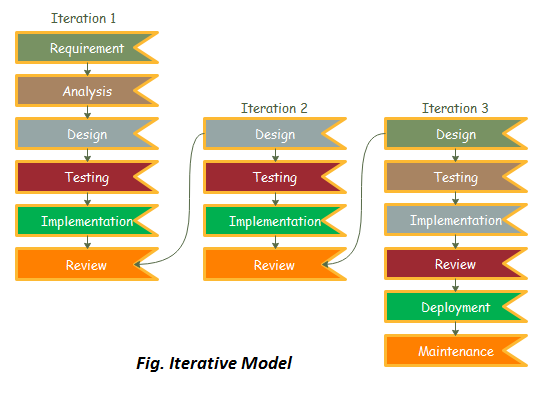 Iteration 1
Requirement
Analysis
Design
Testing
Implementation
Review
Iteration 2
Design
Testing
Implementation
Review
Iteration 3
Design
Testing
Implementation
Review
Deployment
Maintenance
Fig. Iterative Model